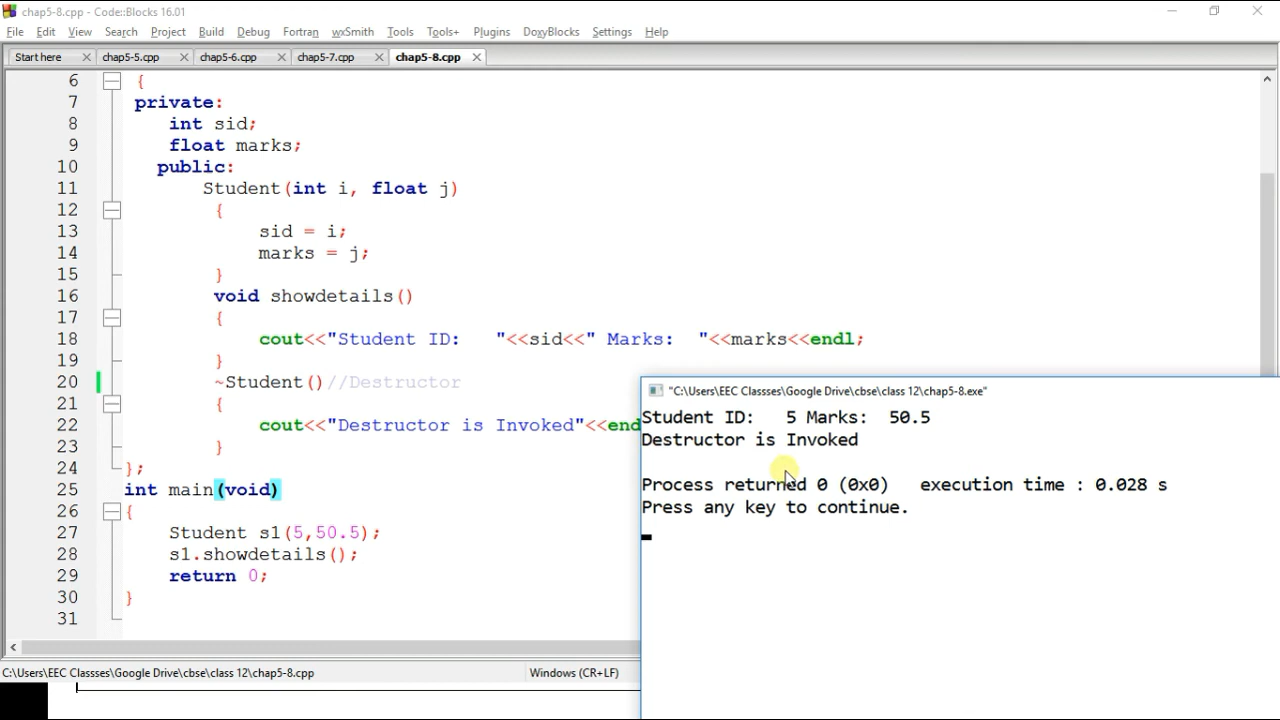 chap5-8.cpp - Code::Blocks 16.01
File Edit View Search Project Build Debug Fortran wxSmith Tools Tools+ Plugins DoxyBlocks Settings Help
Start here chap5-5.cpp chap5-6.cpp chap5-7.cpp chap5-8.cpp
6 {
7 private:
8 int sid;
9 float marks;
10 public:
11 Student(int i, float j)
12 {
13 sid = i;
14 marks = j;
15 }
16 void showdetails()
17 {
18 cout<<"Student ID:   "<<sid<<" Marks:  "<<marks<<endl;
19 }
20 ~Student()//Destructor
21 {
22 cout<<"Destructor is Invoked"<<end
23 }
24 };
25 int main(void)
26 {
27 Student s1(5,50.5);
28 s1.showdetails();
29 return 0;
30 }
31
C:\Users\EEC Classses\Google Drive\cbse\class 12\chap5-8.cpp Windows (CR+LF)
"C:\Users\EEC Classses\Google Drive\cbse\class 12\chap5-8.exe"
Student ID:   5 Marks:  50.5
Destructor is Invoked
Process returned 0 (0x0)   execution time : 0.028 s
Press any key to continue.